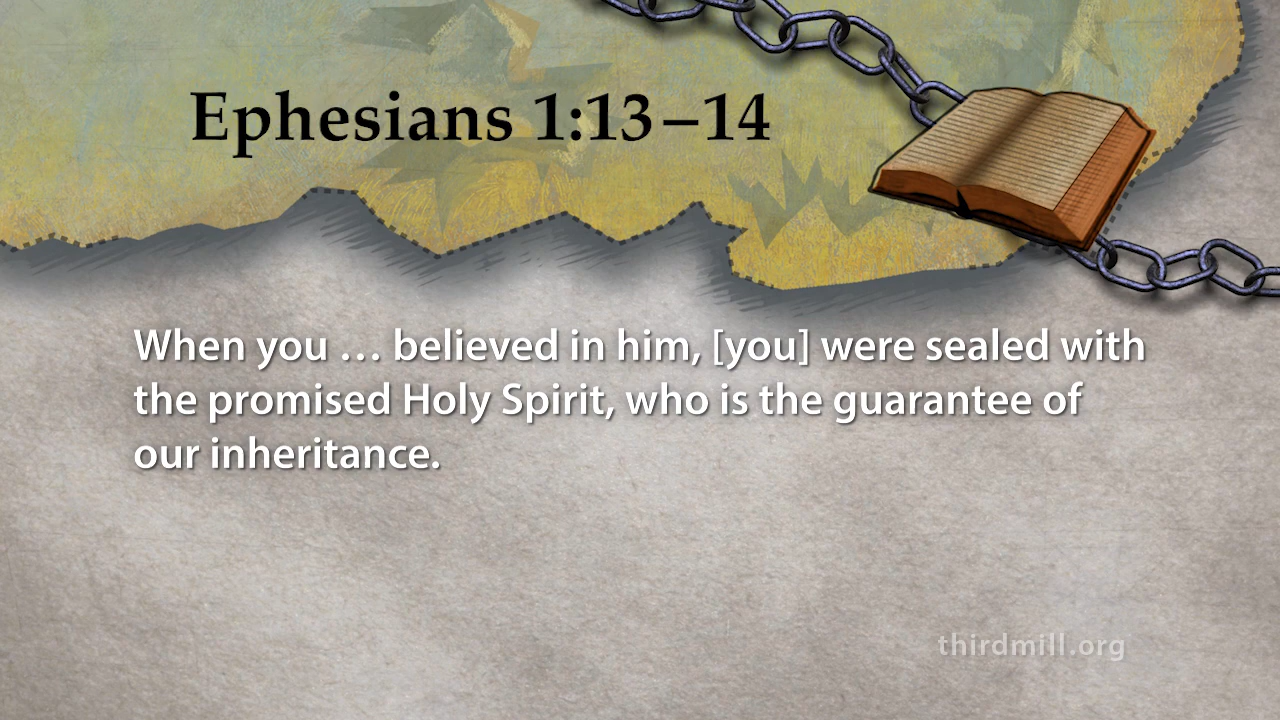 Ephesians 1:13–14
When you … believed in him, [you] were sealed with
the promised Holy Spirit, who is the guarantee of
our inheritance.
thirdmill.org